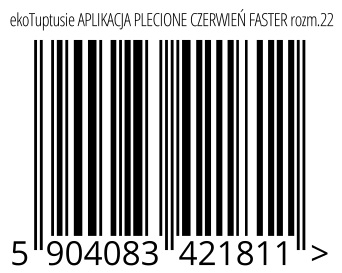 ekoTuptusie APLIKACJA PLECIONE CZERWIEŃ FASTER rozm.22
5 904083 421811 >